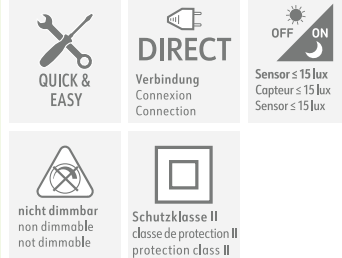 QUICK &
EASY
DIRECT
Verbindung
Connexion
Connection
OFF ON
Sensor ≤ 15 lux
Capteur ≤ 15 lux
Sensor ≤ 15 lux
nicht dimmbar
non dimmable
not dimmable
Schutzklasse II
classe de protection II
protection class II